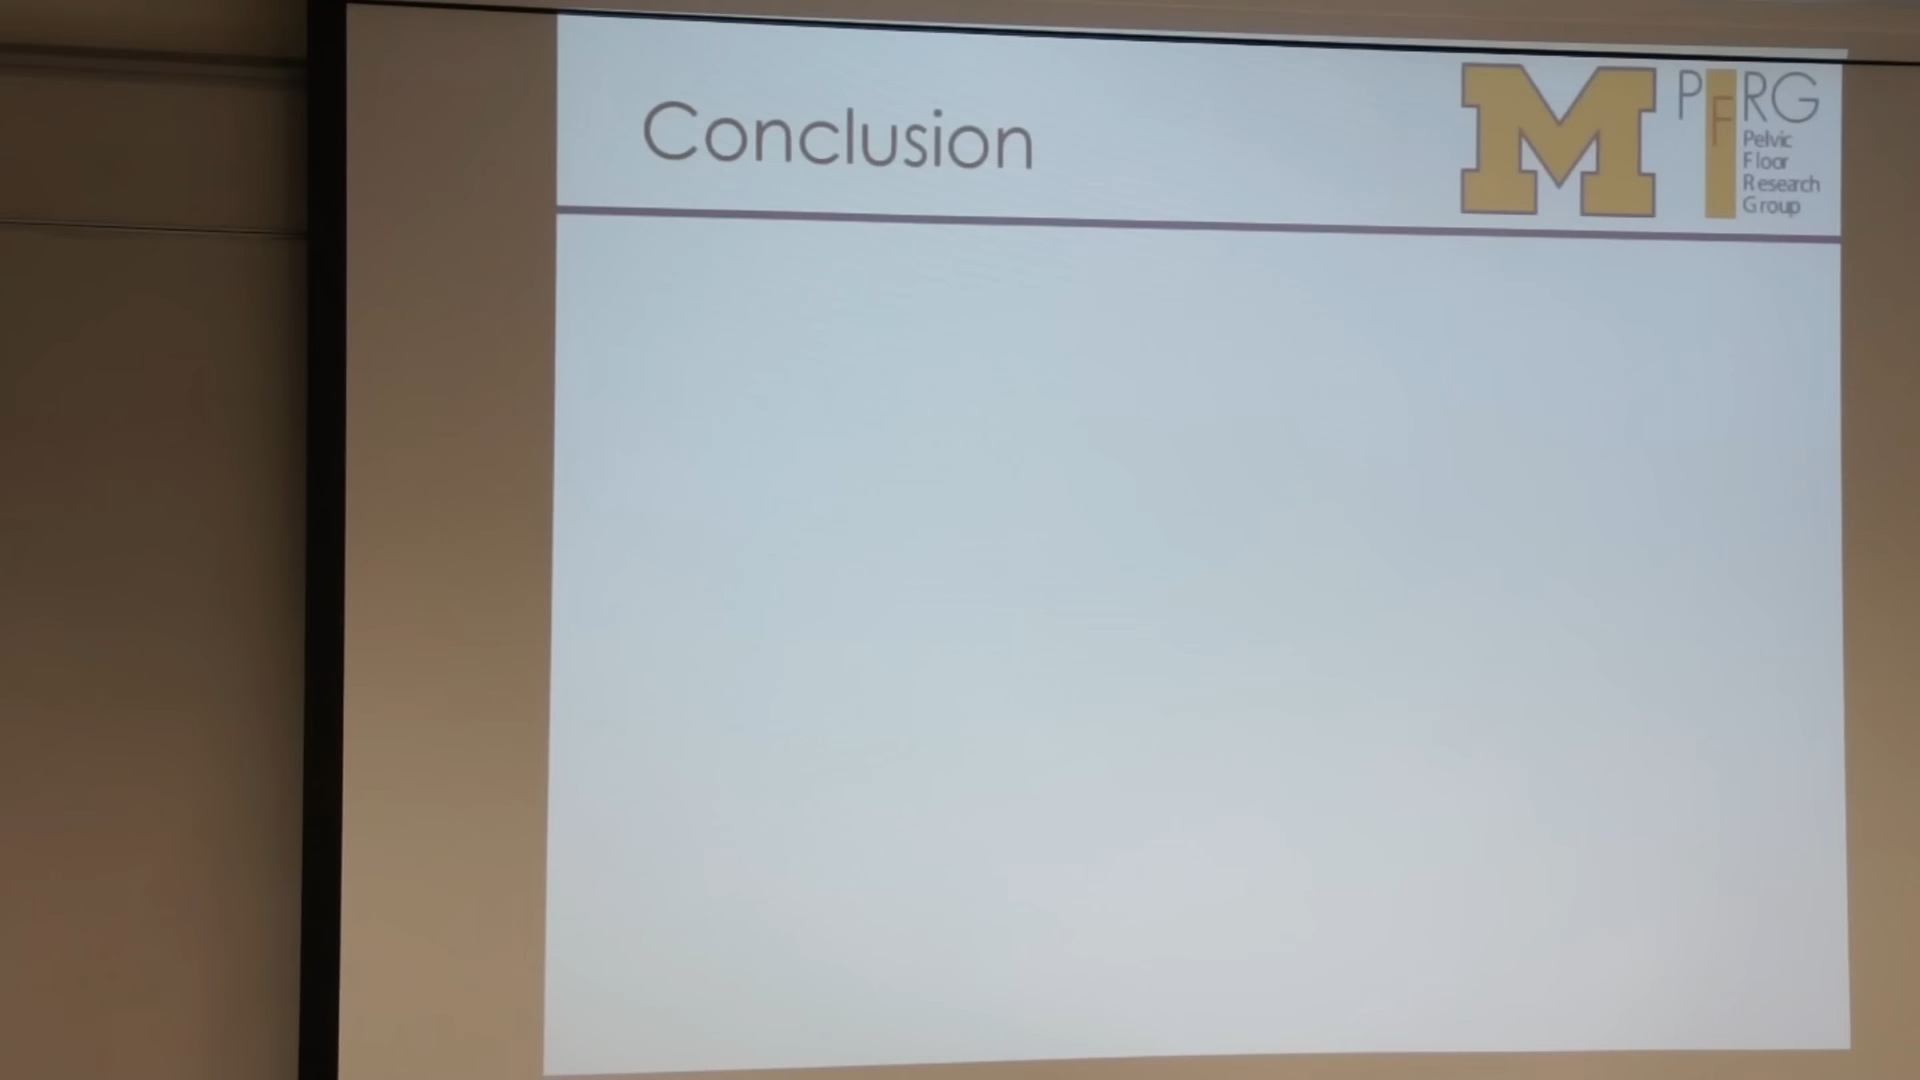 Conclusion
M
PFRG
Pelvic
Floor
Research
Group